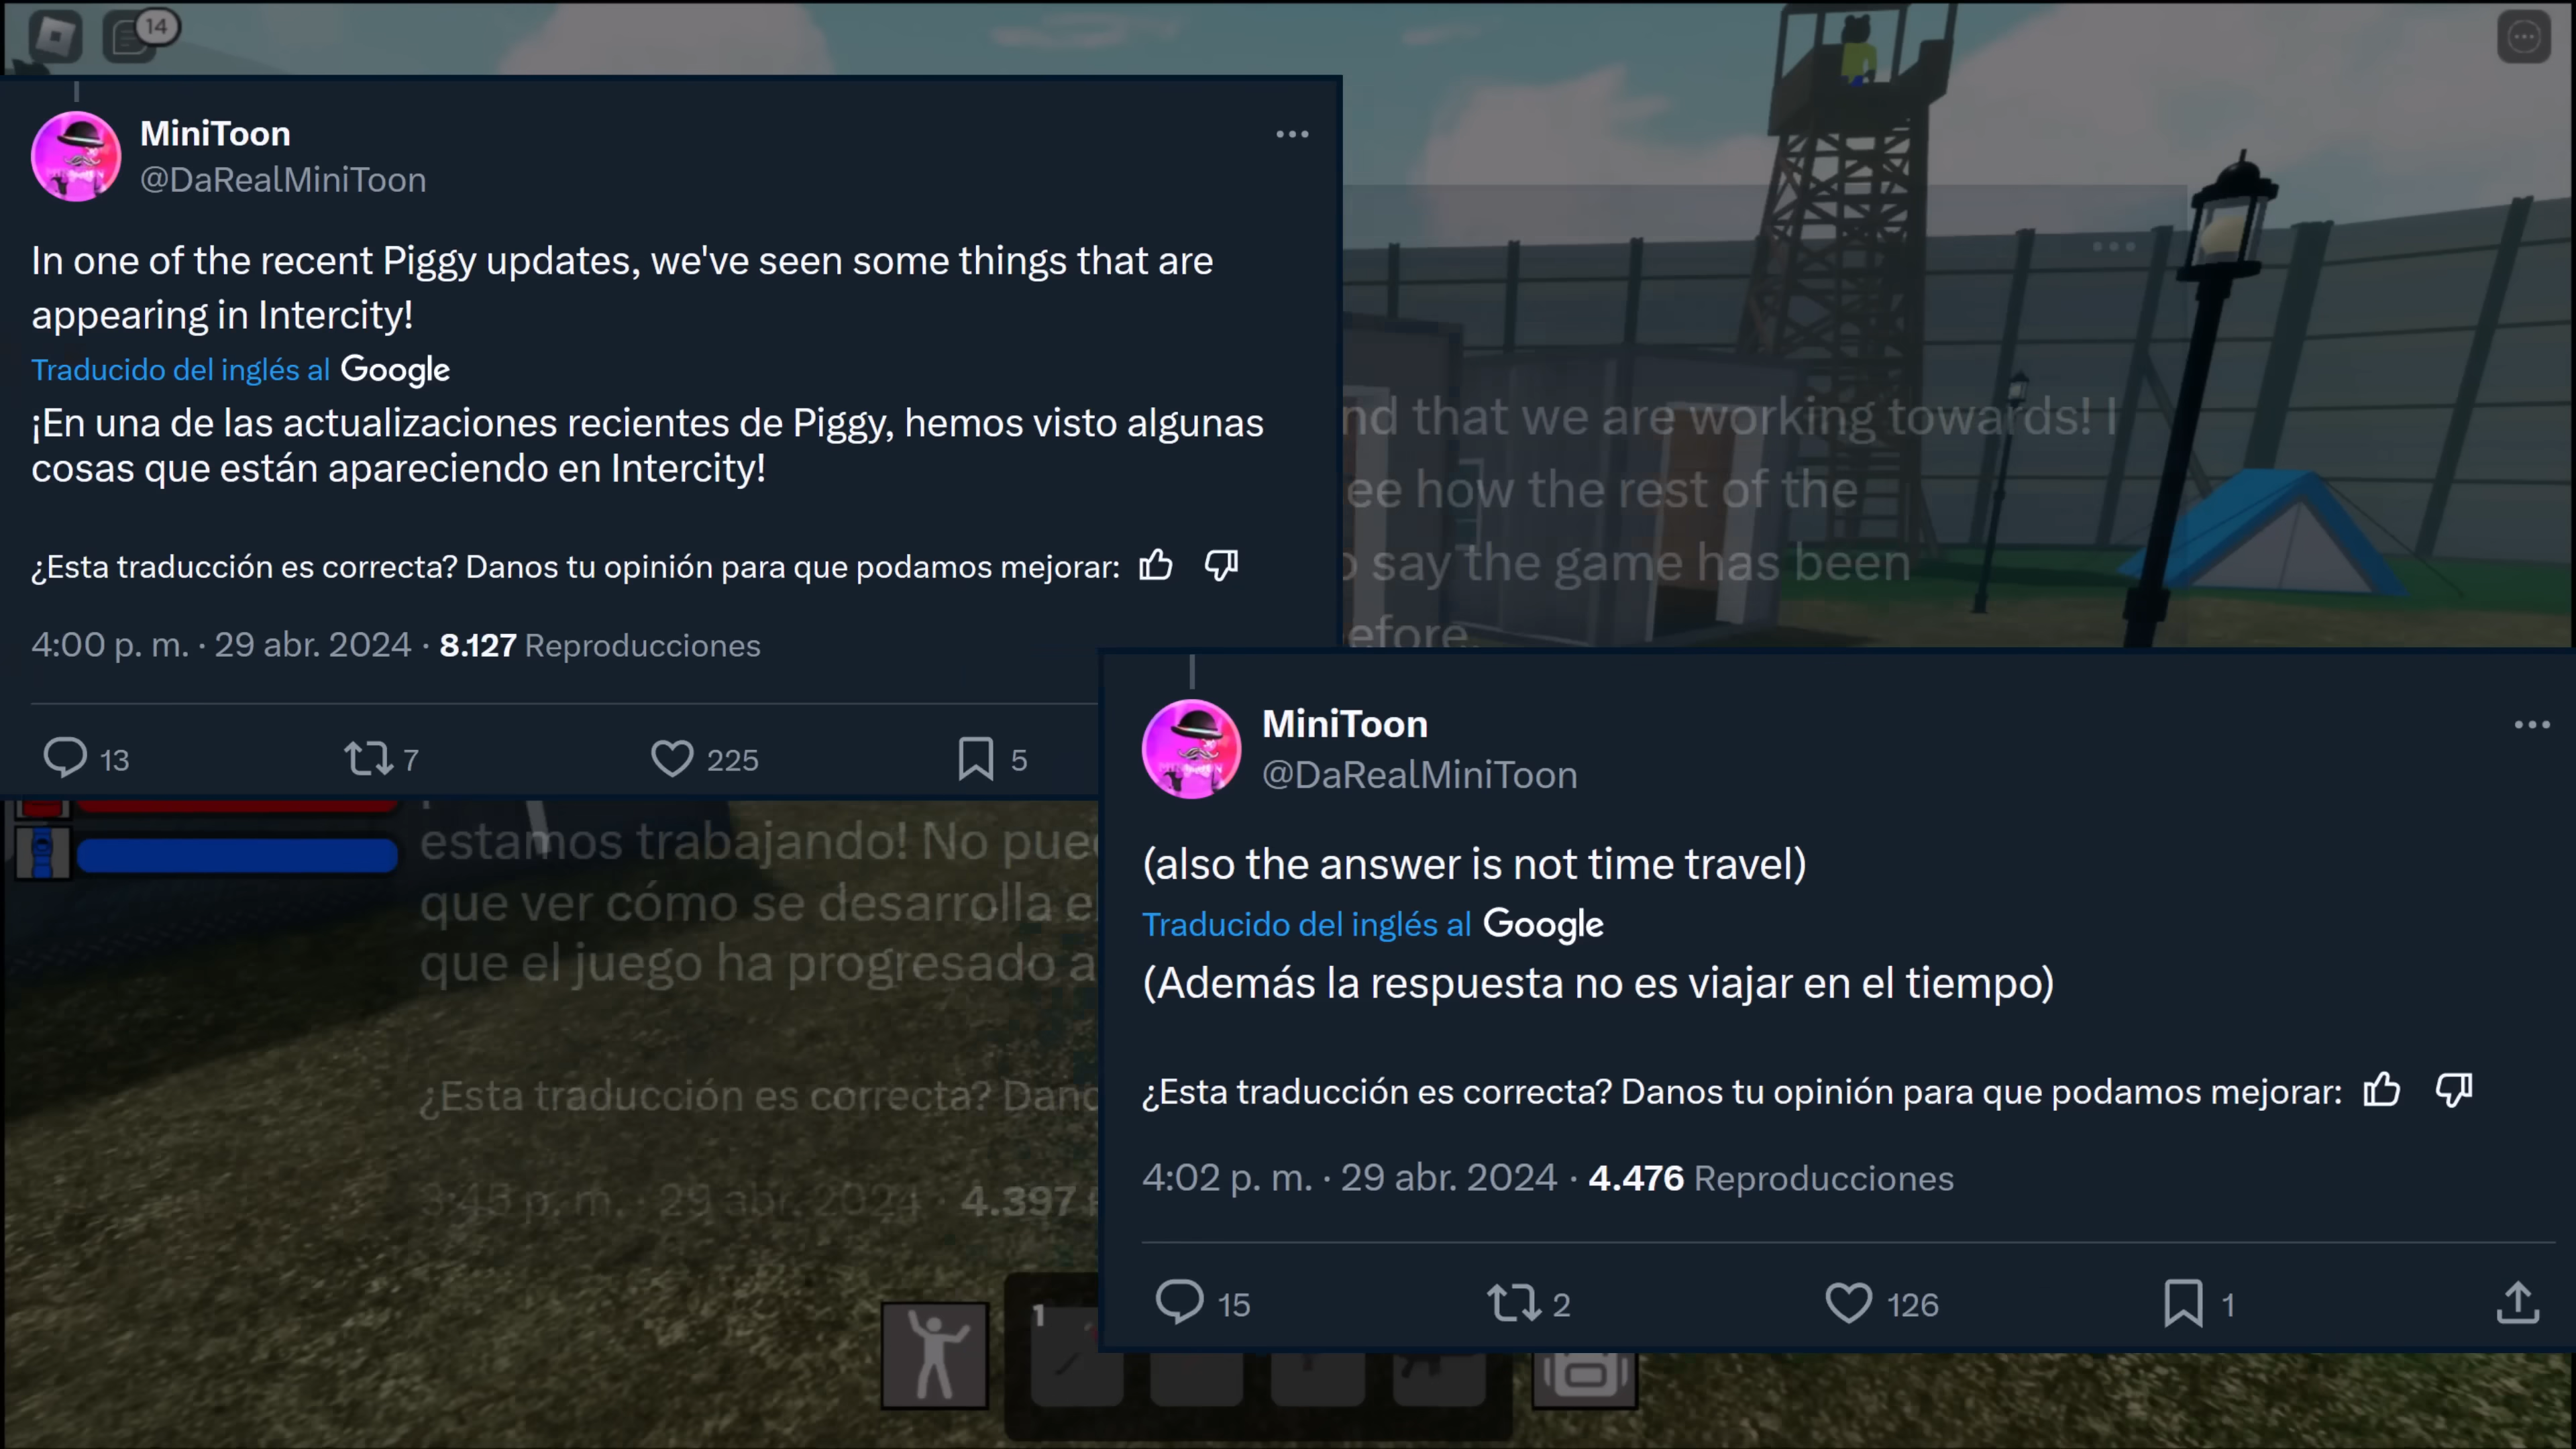 14
MiniToon
@DaRealMiniToon
In one of the recent Piggy updates, we've seen some things that are
appearing in Intercity!
Traducido del inglés al Google
¡En una de las actualizaciones recientes de Piggy, hemos visto algunas
cosas que están apareciendo en Intercity!
¿Esta traducción es correcta? Danos tu opinión para que podamos mejorar:
4:00 p. m. · 29 abr. 2024 · 8.127 Reproducciones
13 7 225 5
that we are working towards! I
how the rest of the
say the game has been
estamos trabajando! No
que ver cómo se desarrolla
que el juego ha progresado
¿Esta traducción es correcta?
3:45 p. m. · 29 abr. 2024 4.397
MiniToon
@DaRealMiniToon
(also the answer is not time travel)
Traducido del inglés al Google
(Además la respuesta no es viajar en el tiempo)
¿Esta traducción es correcta? Danos tu opinión para que podamos mejorar:
4:02 p. m. · 29 abr. 2024 · 4.476 Reproducciones
15 2 126 1
1